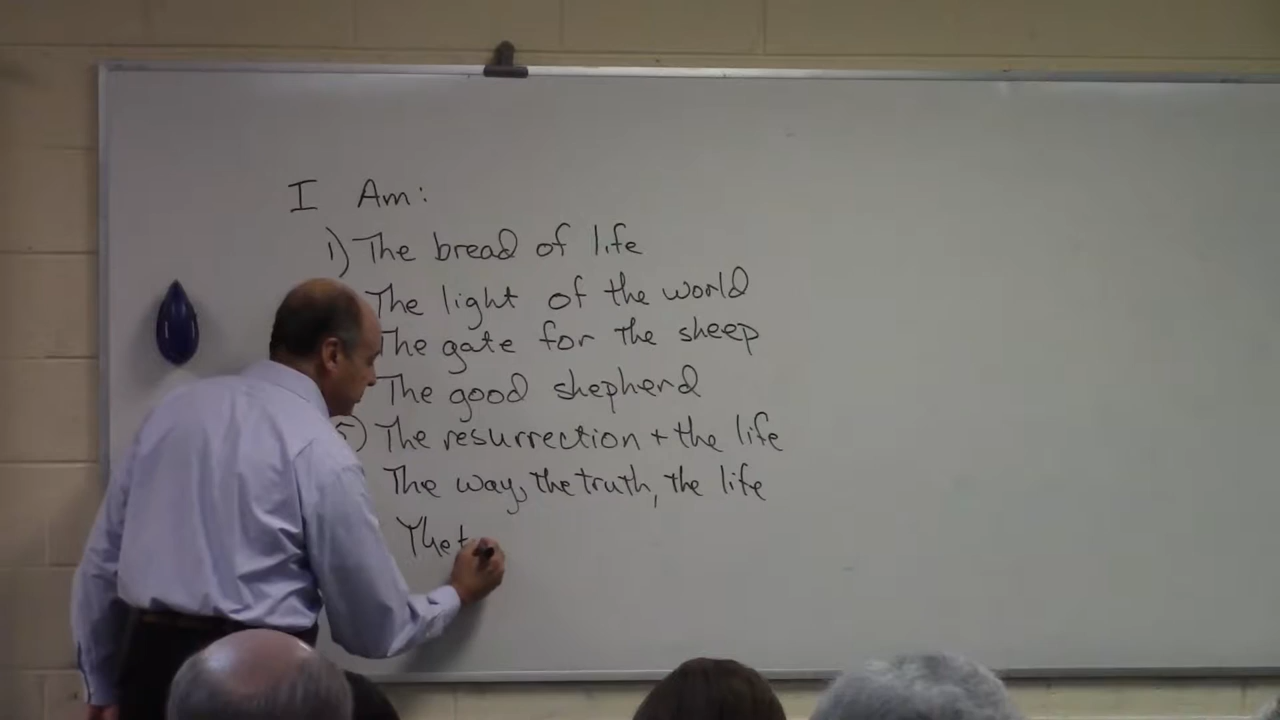 I Am:
1) The bread of life
The light of the world
The gate for the sheep
The good shepherd
5) The resurrection + the life
The way, the truth, the life
The t